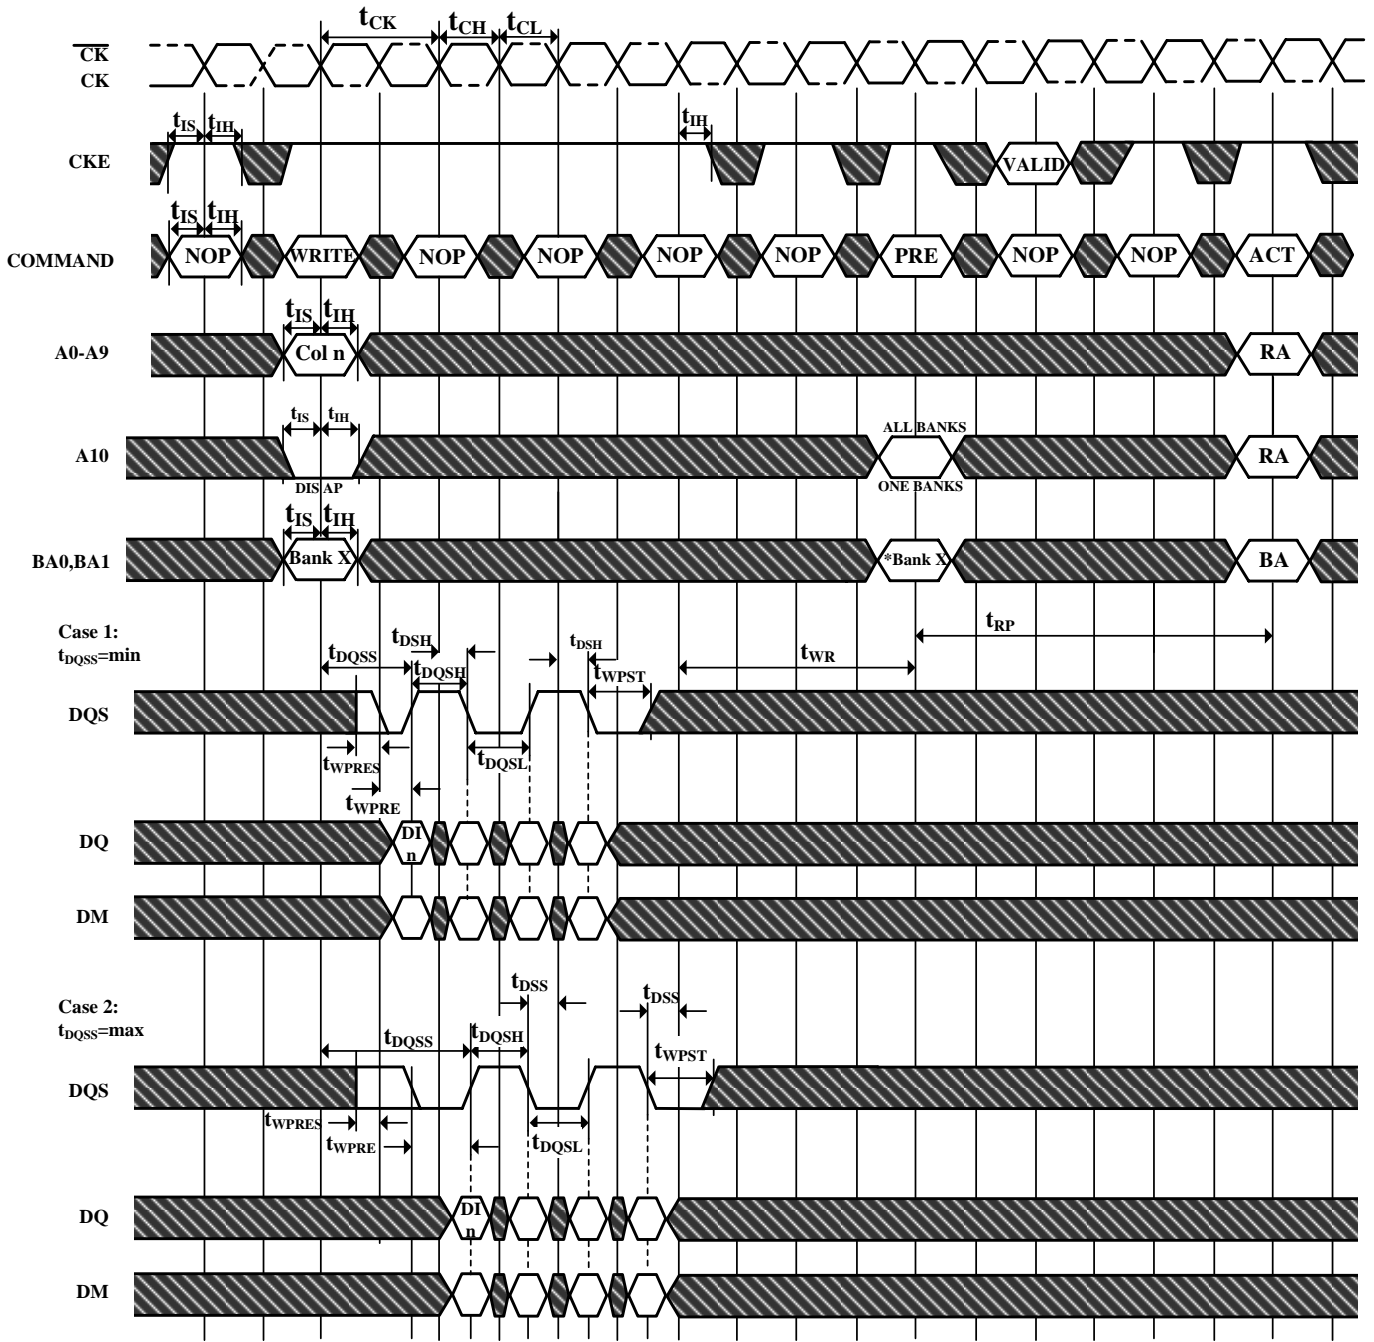 tCK tCH tCL
CK
CK
tIS tIH tIH
CKE VALID
tIS tIH
COMMAND NOP WRITE NOP NOP NOP NOP PRE NOP NOP ACT
tIS tIH
A0-A9 Col n RA
tIS tIH ALL BANKS
A10 RA
DIS AP ONE BANKS
tIS tIH
BA0,BA1 Bank X *Bank X BA
Case 1:
tDQSS=min
tDSH tDSH tRP
tDQSS tDQSH tWPST tWR
DQS
tWPRES tDQSL
tWPRE
DQ DI
n
DM
Case 2:
tDQSS=max
tDSS tDSS
tDQSS tDQSH tWPST
DQS
tWPRES tWPRE tDQSL
DQ DI
n
DM